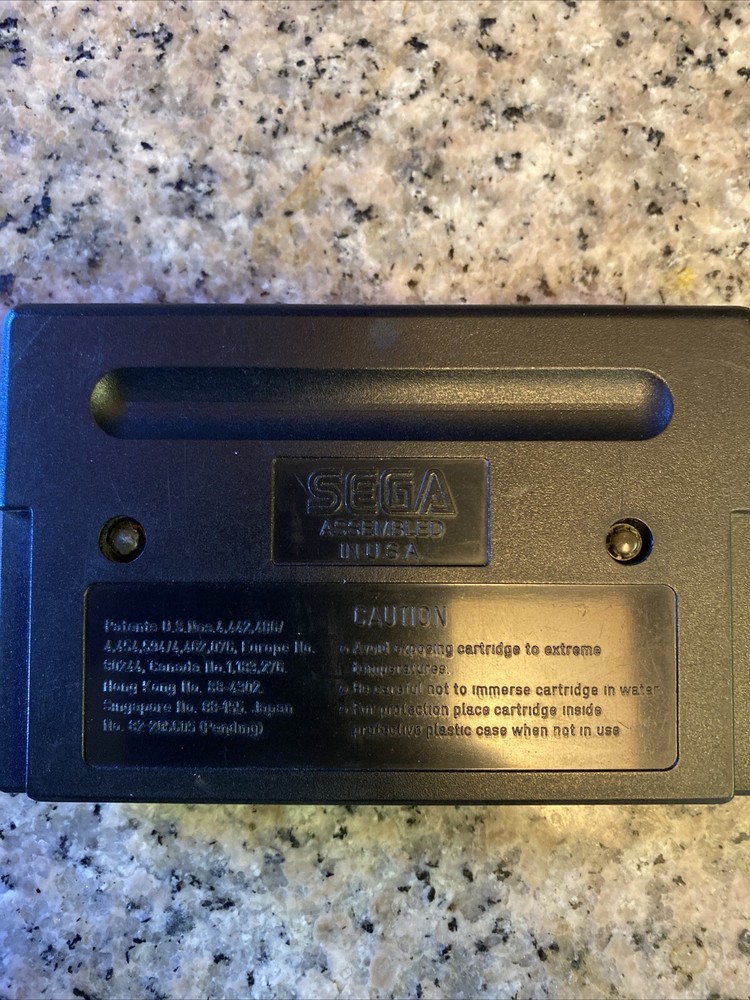 SEGA
ASSEMBLED
IN U.S.A.
Patents U.S.Nos.4,442,486/
4,454,594/4,462,076, Europe No.
80244, Canada No.1,183,276,
Hong Kong No. 88-4302,
Singapore No. 88-155, Japan
No. 82-205605 (Pending)
CAUTION
• Avoid exposing cartridge to extreme
temperatures.
• Be careful not to immerse cartridge in water
• For protection place cartridge inside
protective plastic case when not in use